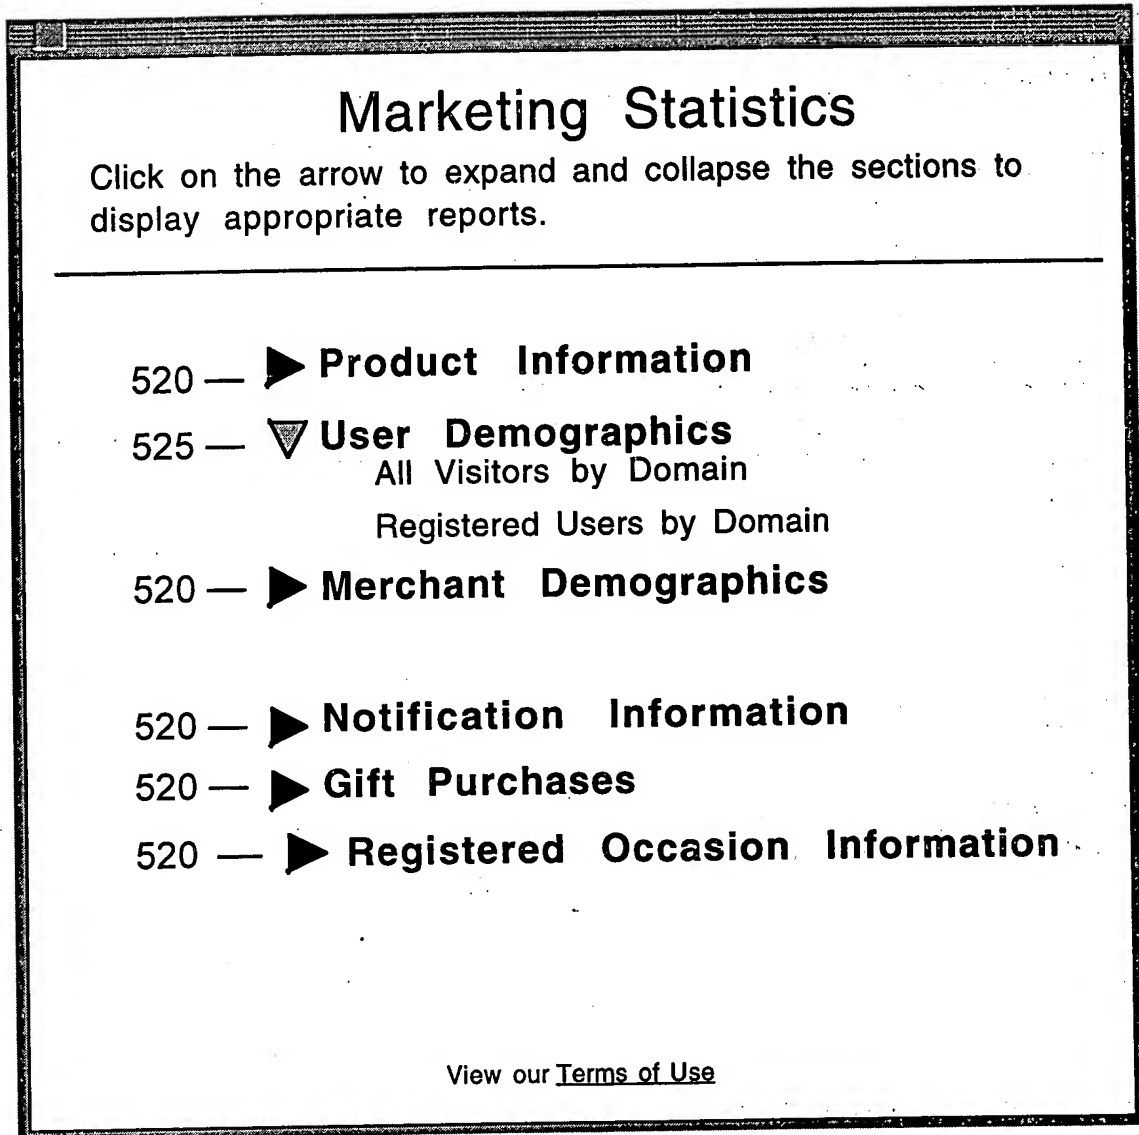 Marketing Statistics
Click on the arrow to expand and collapse the sections to
display appropriate reports.
520 — ▶ Product Information
525 — ▽ User Demographics
All Visitors by Domain
Registered Users by Domain
520 — ▶ Merchant Demographics
520 — ▶ Notification Information
520 — ▶ Gift Purchases
520 — ▶ Registered Occasion Information
View our Terms of Use